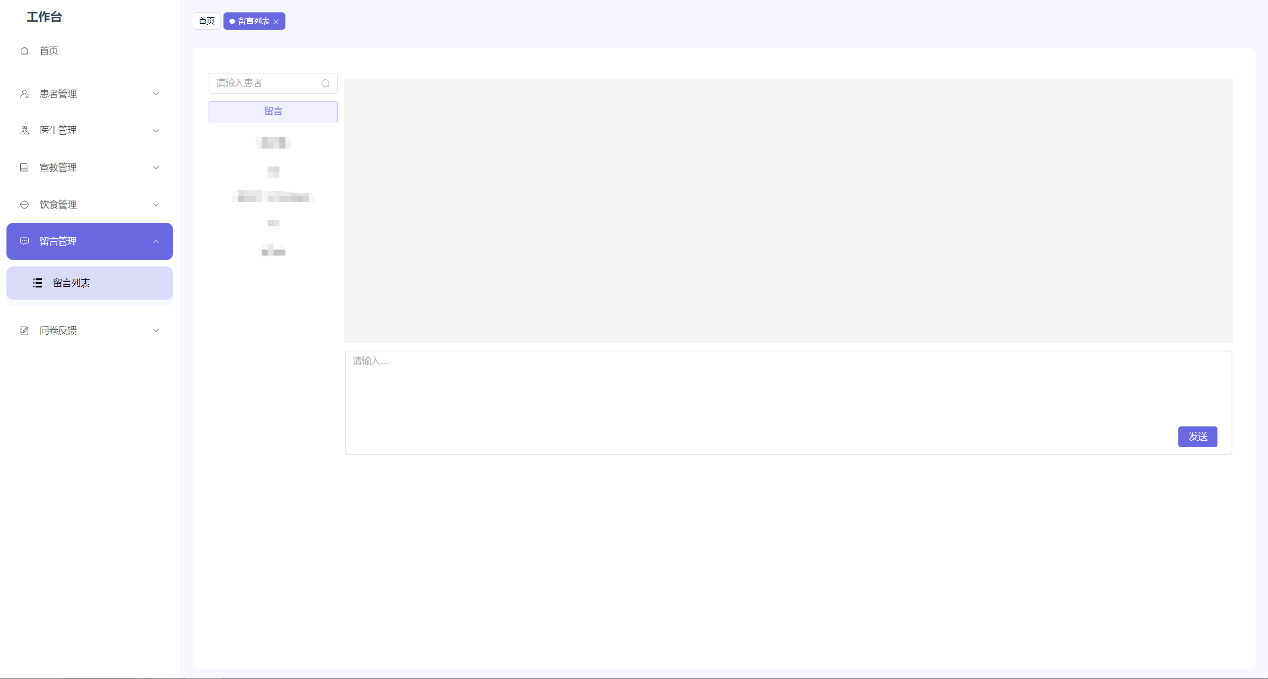 工作台
首页
患者管理
医生管理
宣教管理
饮食管理
留言管理
留言列表
问卷反馈
首页
留言列表
请输入患者
留言
请输入...
发送